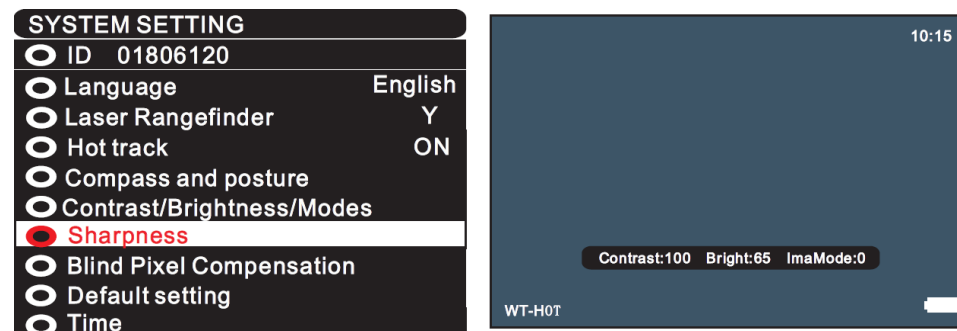 SYSTEM SETTING
ID 01806120
Language English
Laser Rangefinder Y
Hot track ON
Compass and posture
Contrast/Brightness/Modes
Sharpness
Blind Pixel Compensation
Default setting
Time
10:15
Contrast:100 Bright:65 ImaMode:0
WT-HOT